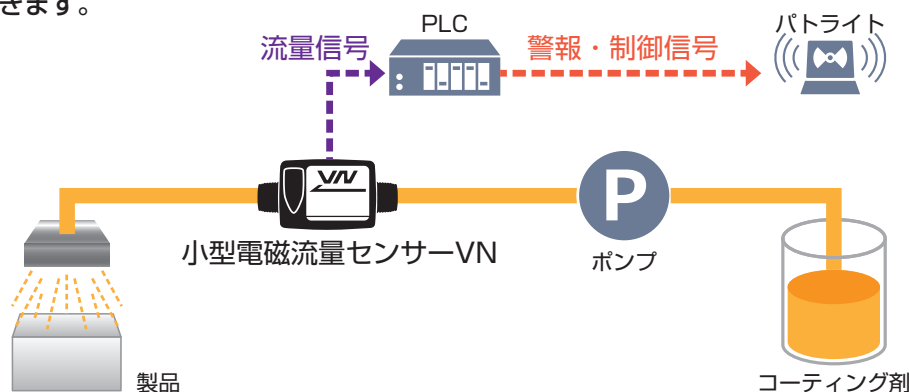 きます。
PLC
パトライト
流量信号
警報・制御信号
VN
小型電磁流量センサーVN
P
ポンプ
製品
コーティング剤